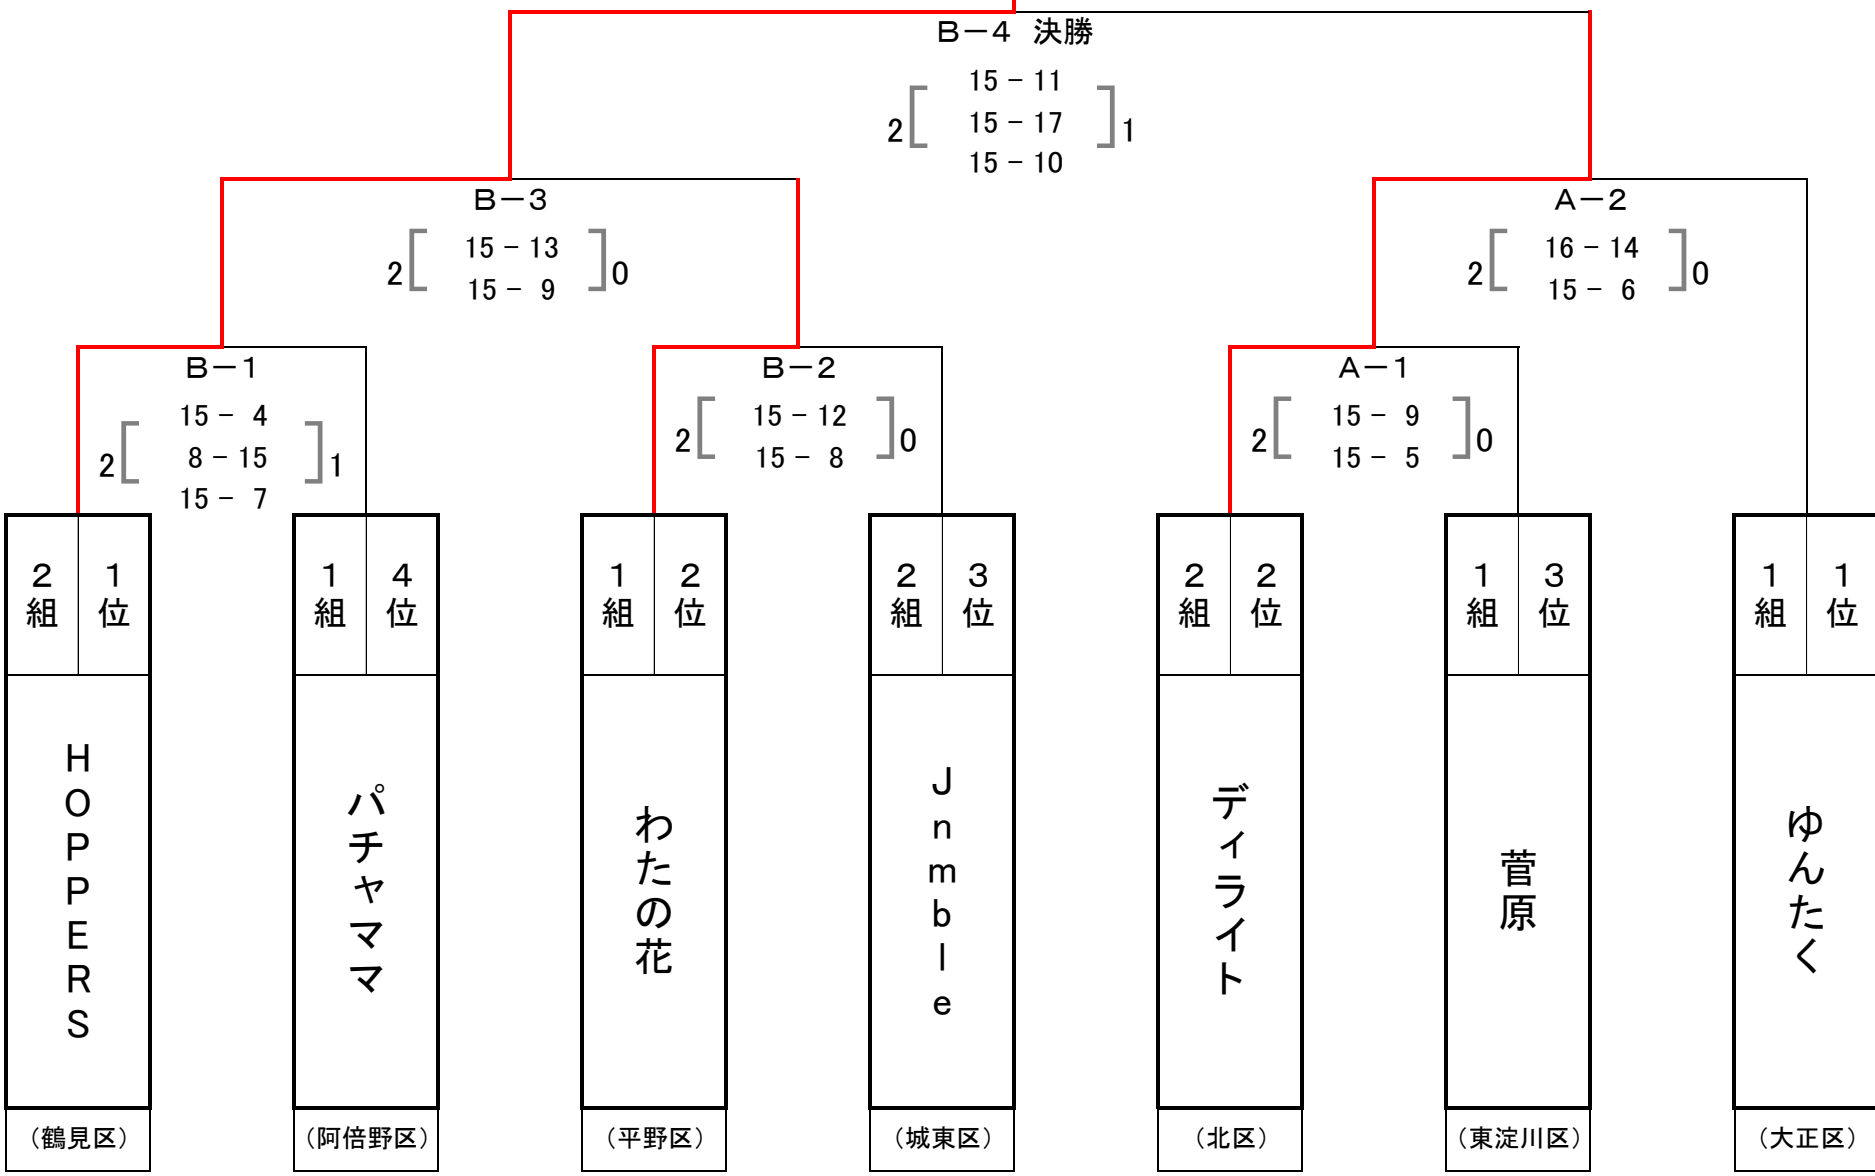 B－4 決勝
15 − 11
2 15 − 17 1
15 − 10
B－3
15 − 13
2 0
15 − 9
A－2
16 − 14
2 0
15 − 6
B－1
15 − 4
2 8 − 15 1
15 − 7
B－2
15 − 12
2 0
15 − 8
A－1
15 − 9
2 0
15 − 5
2組 1位
HOPPERS
（鶴見区）
1組 4位
パチャママ
（阿倍野区）
1組 2位
わたの花
（平野区）
2組 3位
Jnmble
（城東区）
2組 2位
ディライト
（北区）
1組 3位
菅原
（東淀川区）
1組 1位
ゆんたく
（大正区）